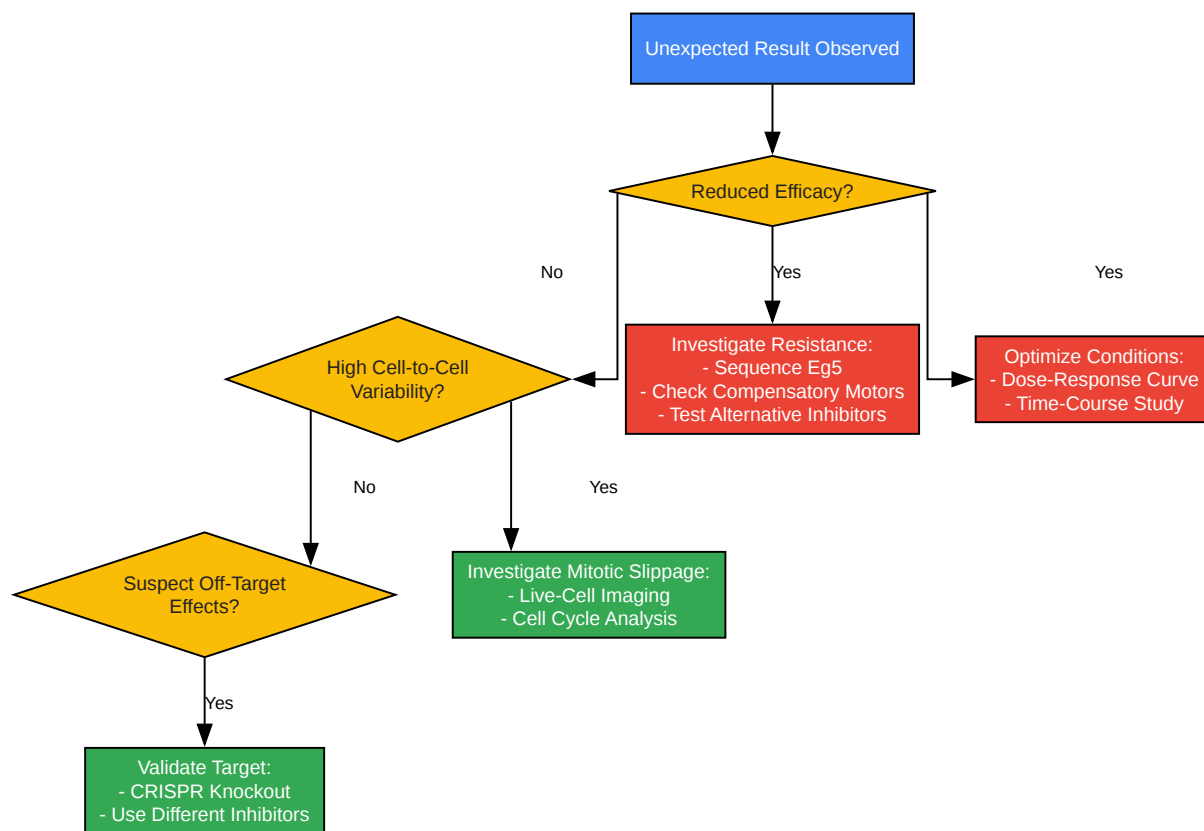 Unexpected Result Observed
Reduced Efficacy?
No
Yes
Yes
High Cell-to-Cell
Variability?
Investigate Resistance:
- Sequence Eg5
- Check Compensatory Motors
- Test Alternative Inhibitors
Optimize Conditions:
- Dose-Response Curve
- Time-Course Study
No
Yes
Suspect Off-Target
Effects?
Investigate Mitotic Slippage:
- Live-Cell Imaging
- Cell Cycle Analysis
Yes
Validate Target:
- CRISPR Knockout
- Use Different Inhibitors